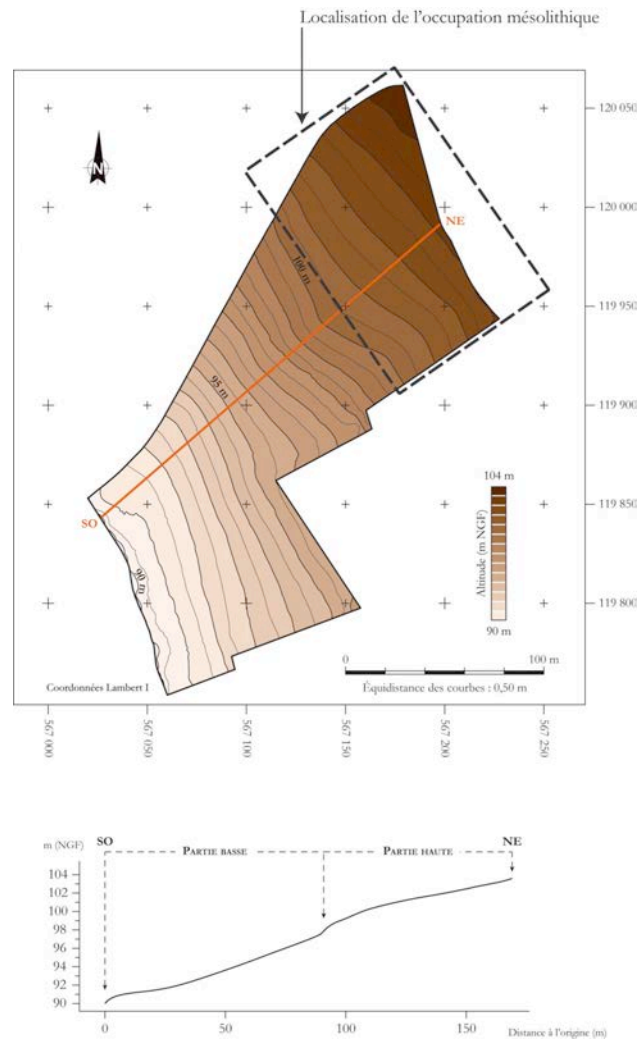 Localisation de l'occupation mésolithique
120 050
N
120 000
NE
100 m
119 950
95 m
119 900
104 m
Altitude (m NGF)
90 m
119 850
SO
90 m
119 800
0 100 m
Coordonnées Lambert I
Équidistance des courbes : 0,50 m
567 000
567 050
567 100
567 150
567 200
567 250
SO NE
m (NGF)
PARTIE BASSE PARTIE HAUTE
104
102
100
98
96
94
92
90
0 50 100 150 Distance à l'origine (m)